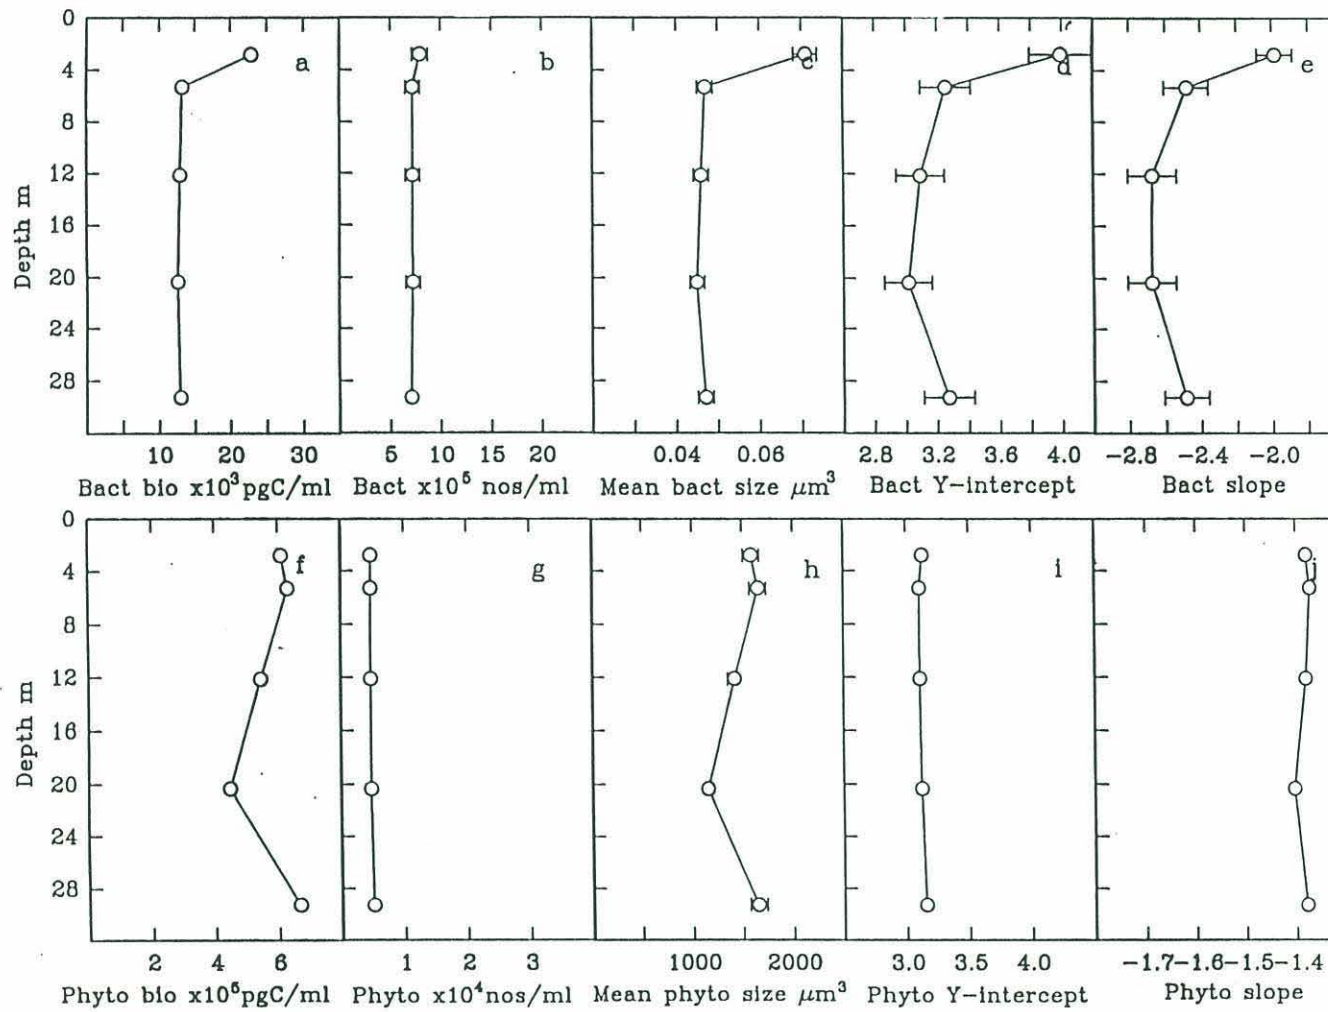 0
4
8
12
16
20
24
28
Depth m
a
b
c
d
e
10 20 30
5 10 15 20
0.04 0.06
2.8 3.2 3.6 4.0
−2.8 −2.4 −2.0
Bact bio x10³pgC/ml
Bact x10⁵ nos/ml
Mean bact size μm³
Bact Y−intercept
Bact slope
0
4
8
12
16
20
24
28
Depth m
f
g
h
i
j
2 4 6
1 2 3
1000 2000
3.0 3.5 4.0
−1.7−1.6−1.5−1.4
Phyto bio x10⁵pgC/ml
Phyto x10⁴nos/ml
Mean phyto size μm³
Phyto Y−intercept
Phyto slope